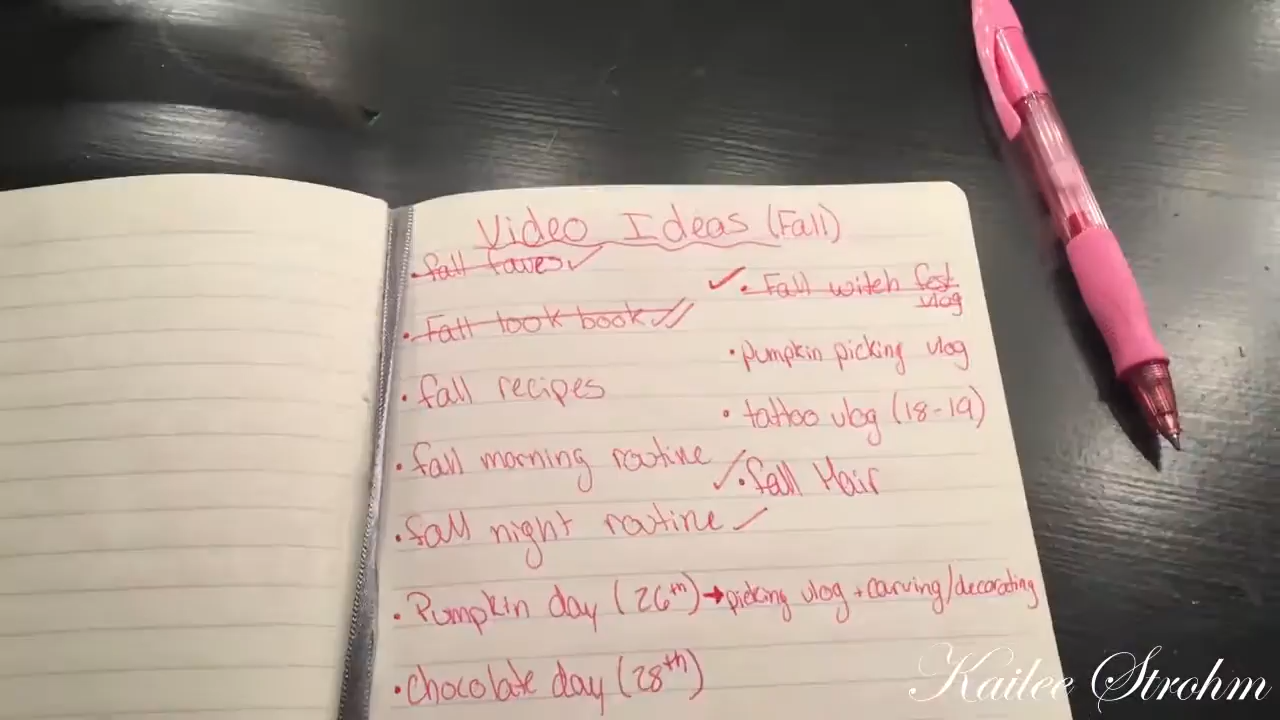 Video Ideas (Fall)
• fall faves ✓
• Fall look book ✓✓
• fall recipes
• fall morning routine
• fall night routine ✓
• Pumpkin day (26th) → picking vlog + carving/decorating
• Chocolate day (28th)
✓ • Fall witch fest
vlog
• pumpkin picking vlog
• tattoo vlog (18-19)
✓ • fall Hair
Kailee Strohm